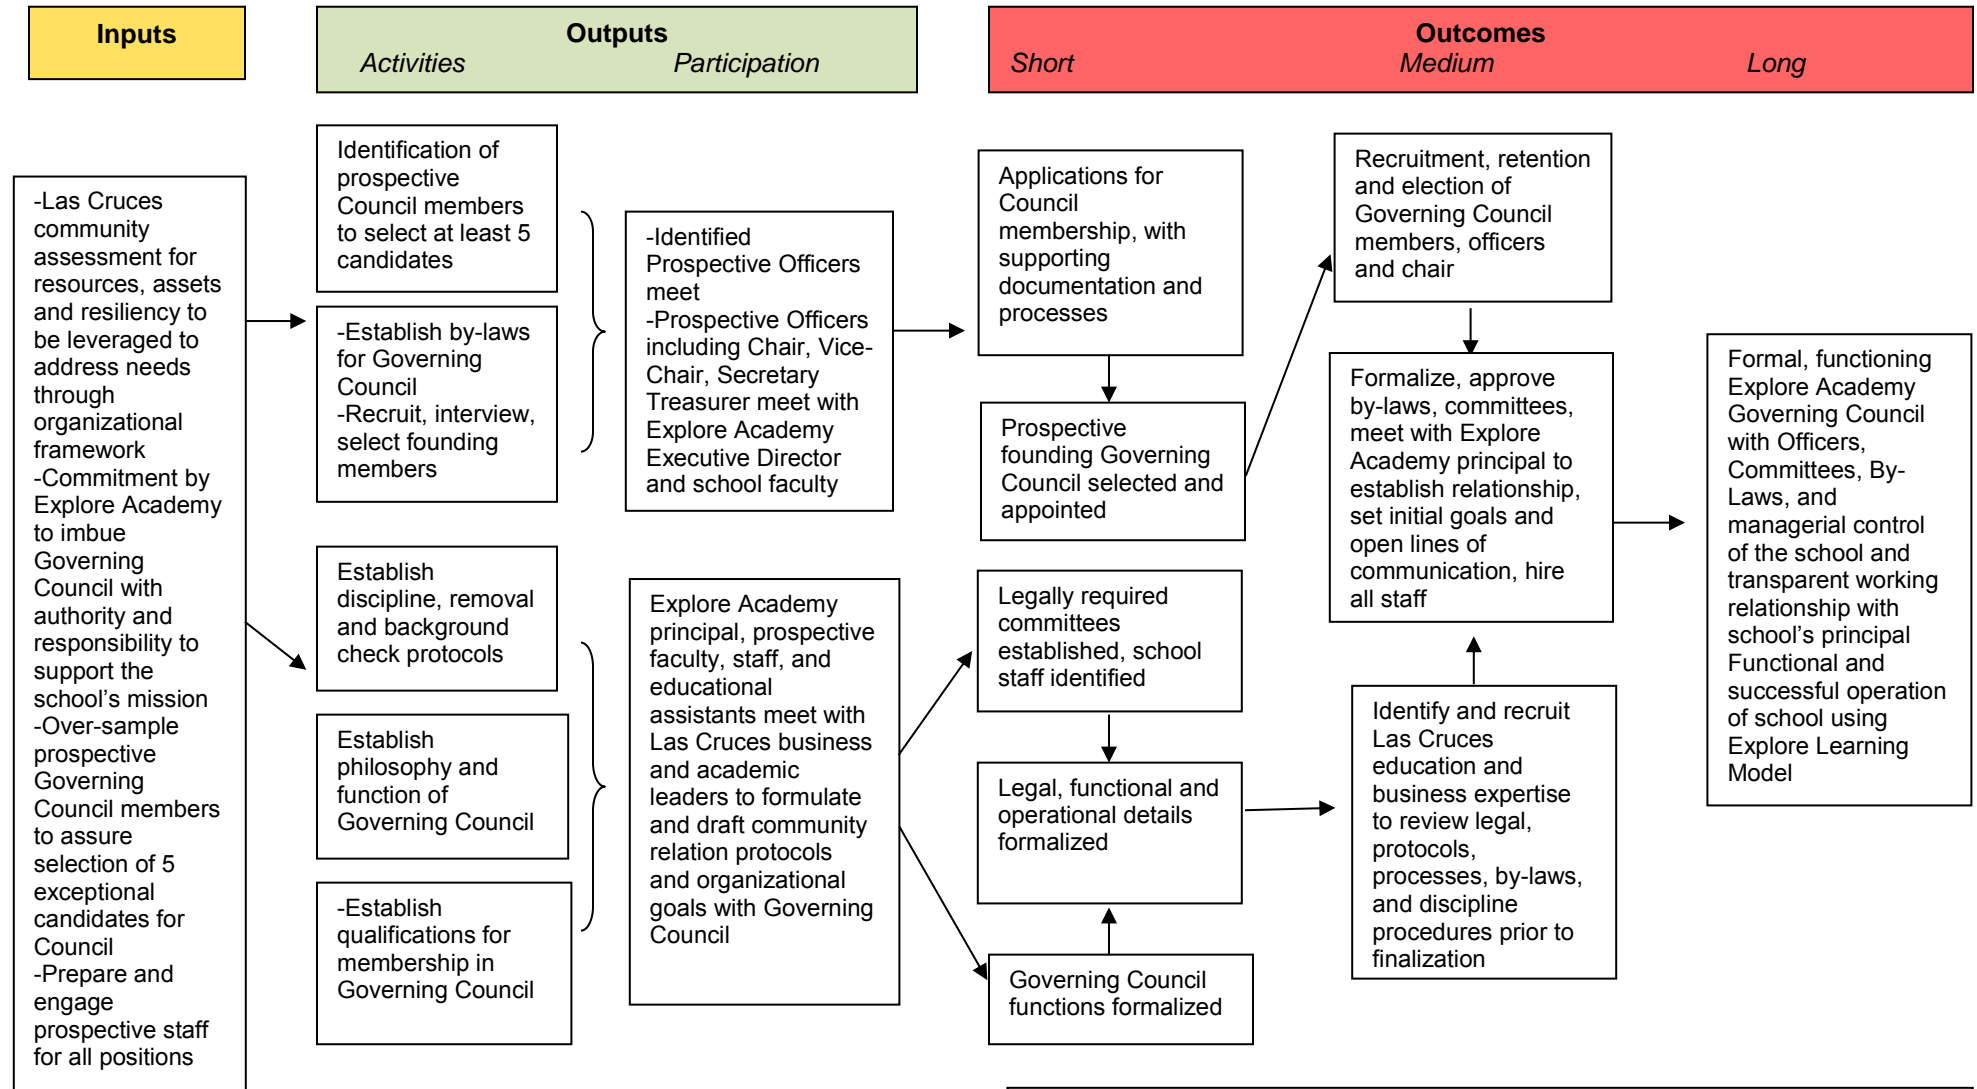 Inputs
Outputs
Activities Participation
Outcomes
Short Medium Long
-Las Cruces
community
assessment for
resources, assets
and resiliency to
be leveraged to
address needs
through
organizational
framework
-Commitment by
Explore Academy
to imbue
Governing
Council with
authority and
responsibility to
support the
school’s mission
-Over-sample
prospective
Governing
Council members
to assure
selection of 5
exceptional
candidates for
Council
-Prepare and
engage
prospective staff
for all positions
Identification of
prospective
Council members
to select at least 5
candidates
-Establish by-laws
for Governing
Council
-Recruit, interview,
select founding
members
Establish
discipline, removal
and background
check protocols
Establish
philosophy and
function of
Governing Council
-Establish
qualifications for
membership in
Governing Council
-Identified
Prospective Officers
meet
-Prospective Officers
including Chair, Vice-
Chair, Secretary
Treasurer meet with
Explore Academy
Executive Director
and school faculty
Explore Academy
principal, prospective
faculty, staff, and
educational
assistants meet with
Las Cruces business
and academic
leaders to formulate
and draft community
relation protocols
and organizational
goals with Governing
Council
Applications for
Council
membership, with
supporting
documentation and
processes
Prospective
founding Governing
Council selected and
appointed
Legally required
committees
established, school
staff identified
Legal, functional and
operational details
formalized
Governing Council
functions formalized
Recruitment, retention
and election of
Governing Council
members, officers
and chair
Formalize, approve
by-laws, committees,
meet with Explore
Academy principal to
establish relationship,
set initial goals and
open lines of
communication, hire
all staff
Identify and recruit
Las Cruces
education and
business expertise
to review legal,
protocols,
processes, by-laws,
and discipline
procedures prior to
finalization
Formal, functioning
Explore Academy
Governing Council
with Officers,
Committees, By-
Laws, and
managerial control
of the school and
transparent working
relationship with
school’s principal
Functional and
successful operation
of school using
Explore Learning
Model